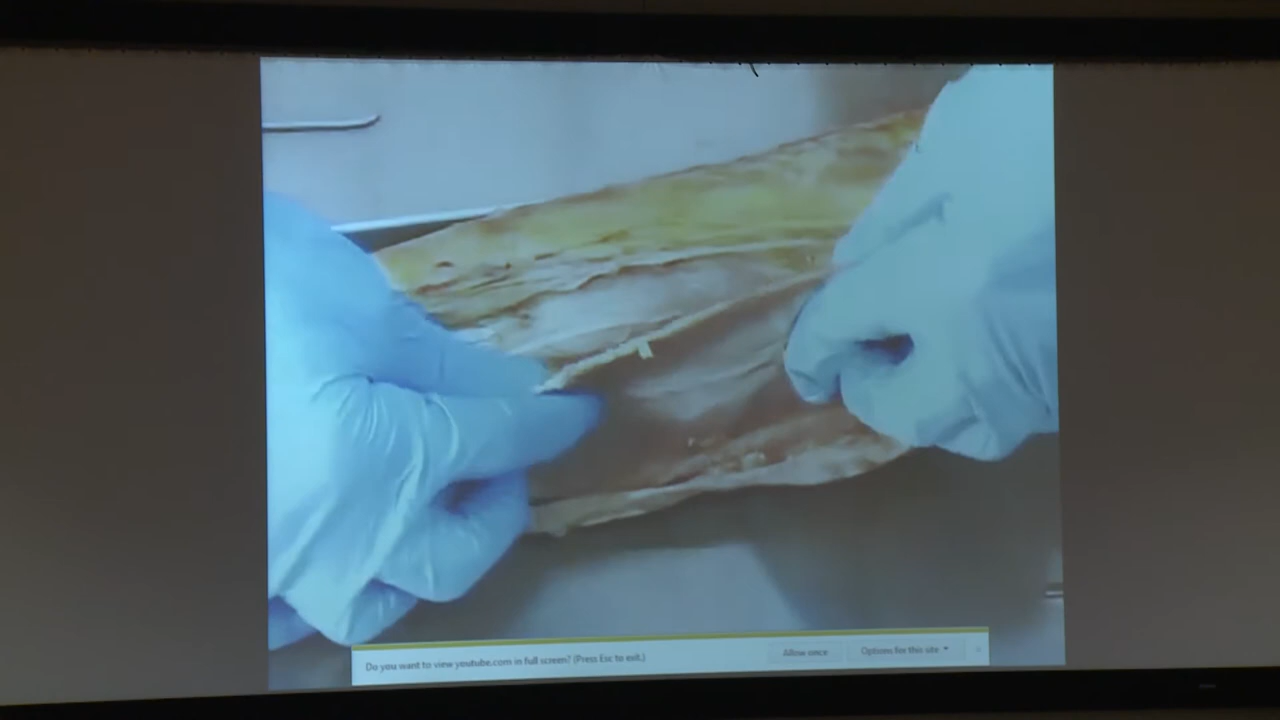 Do you want to view youtube.com in full screen? (Press Esc to exit.)
Allow once
Options for this site